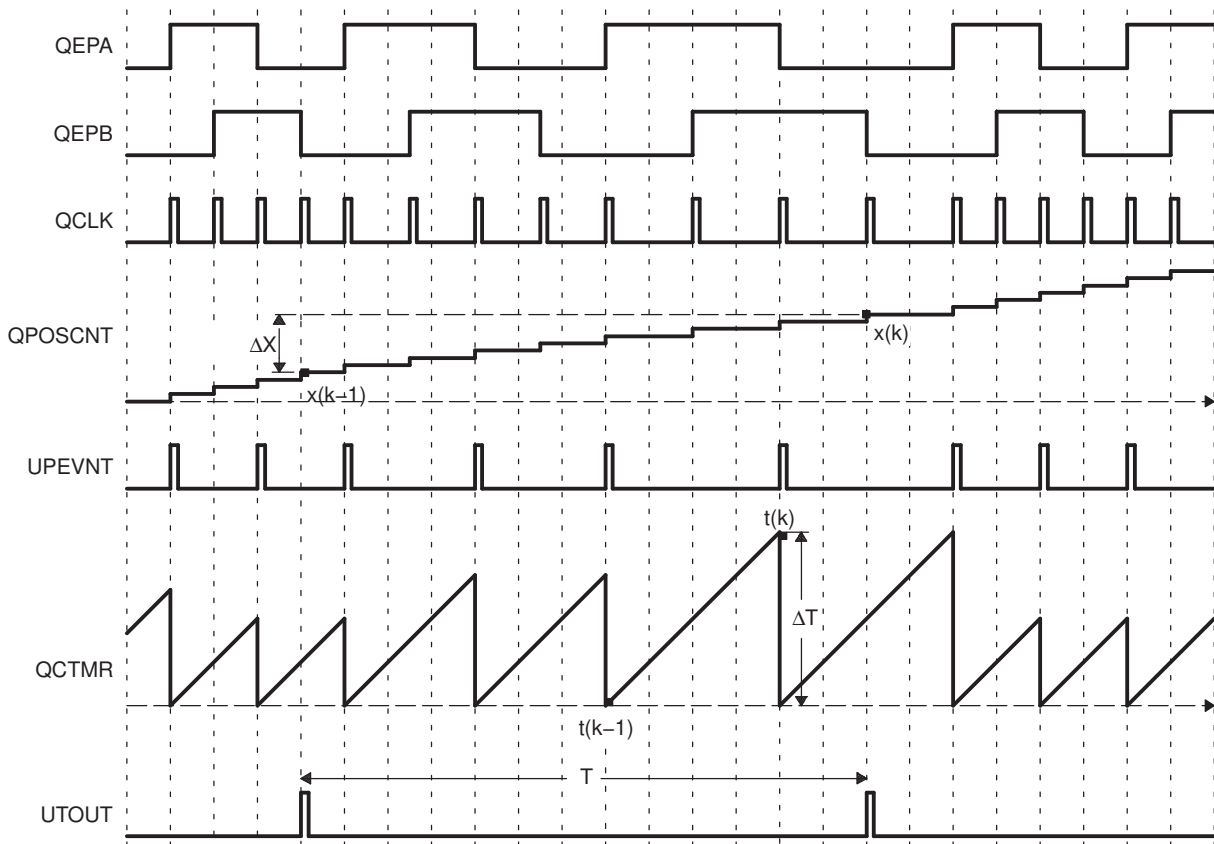 QEPA
QEPB
QCLK
QPOSCNT
ΔX
x(k)
x(k−1)
UPEVNT
t(k)
ΔT
QCTMR
t(k−1)
T
UTOUT